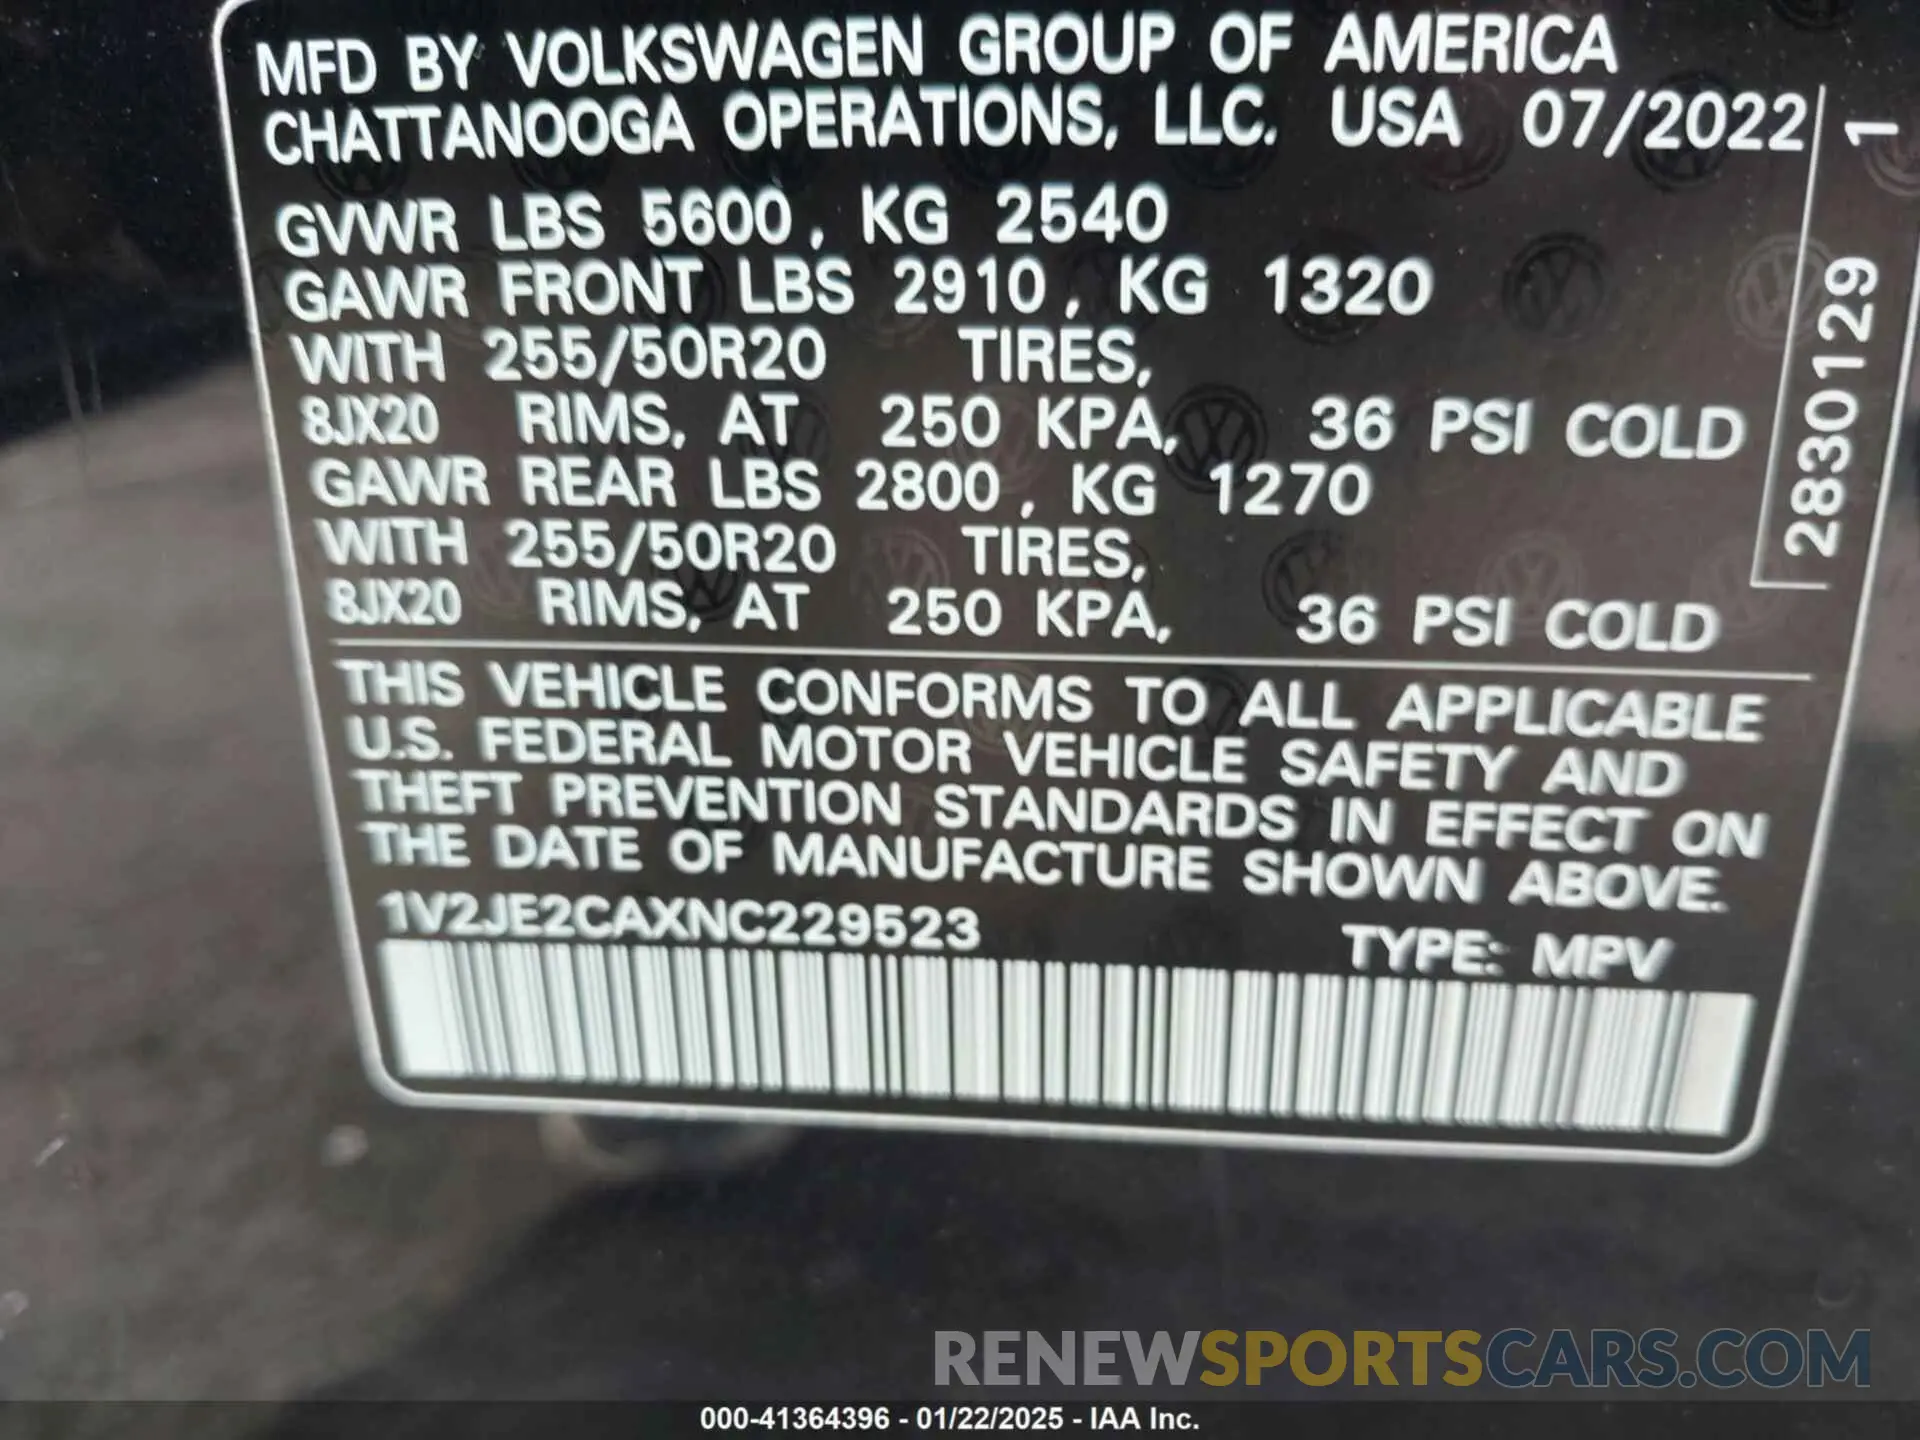 MFD BY VOLKSWAGEN GROUP OF AMERICA
CHATTANOOGA OPERATIONS, LLC. USA 07/2022
GVWR LBS 5600, KG 2540
GAWR FRONT LBS 2910, KG 1320
WITH 255/50R20 TIRES,
8JX20 RIMS, AT 250 KPA, 36 PSI COLD
GAWR REAR LBS 2800, KG 1270
WITH 255/50R20 TIRES,
8JX20 RIMS, AT 250 KPA, 36 PSI COLD
2830129 1
THIS VEHICLE CONFORMS TO ALL APPLICABLE
U.S. FEDERAL MOTOR VEHICLE SAFETY AND
THEFT PREVENTION STANDARDS IN EFFECT ON
THE DATE OF MANUFACTURE SHOWN ABOVE.
1V2JE2CAXNC229523 TYPE: MPV
RENEWSPORTSCARS.COM
000-41364396 - 01/22/2025 - IAA Inc.